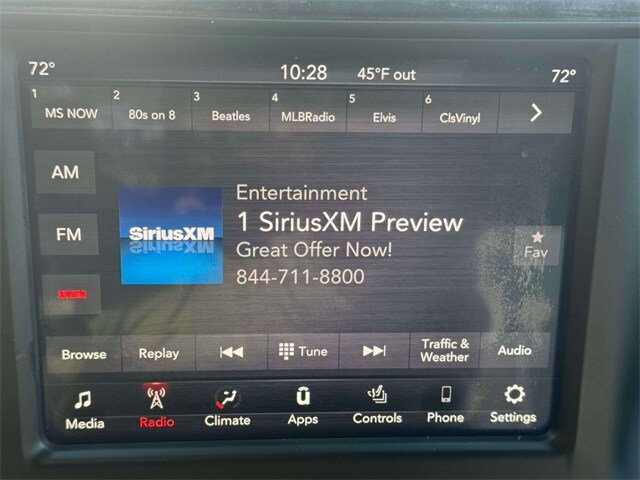 72° 10:28 45°F out 72°
1 MS NOW 2 80s on 8 3 Beatles 4 MLBRadio 5 Elvis 6 ClsVinyl
AM
FM
SiriusXM
Entertainment
1 SiriusXM Preview
Great Offer Now!
844-711-8800
Fav
Browse Replay Tune Traffic & Weather Audio
Media Radio Climate Apps Controls Phone Settings